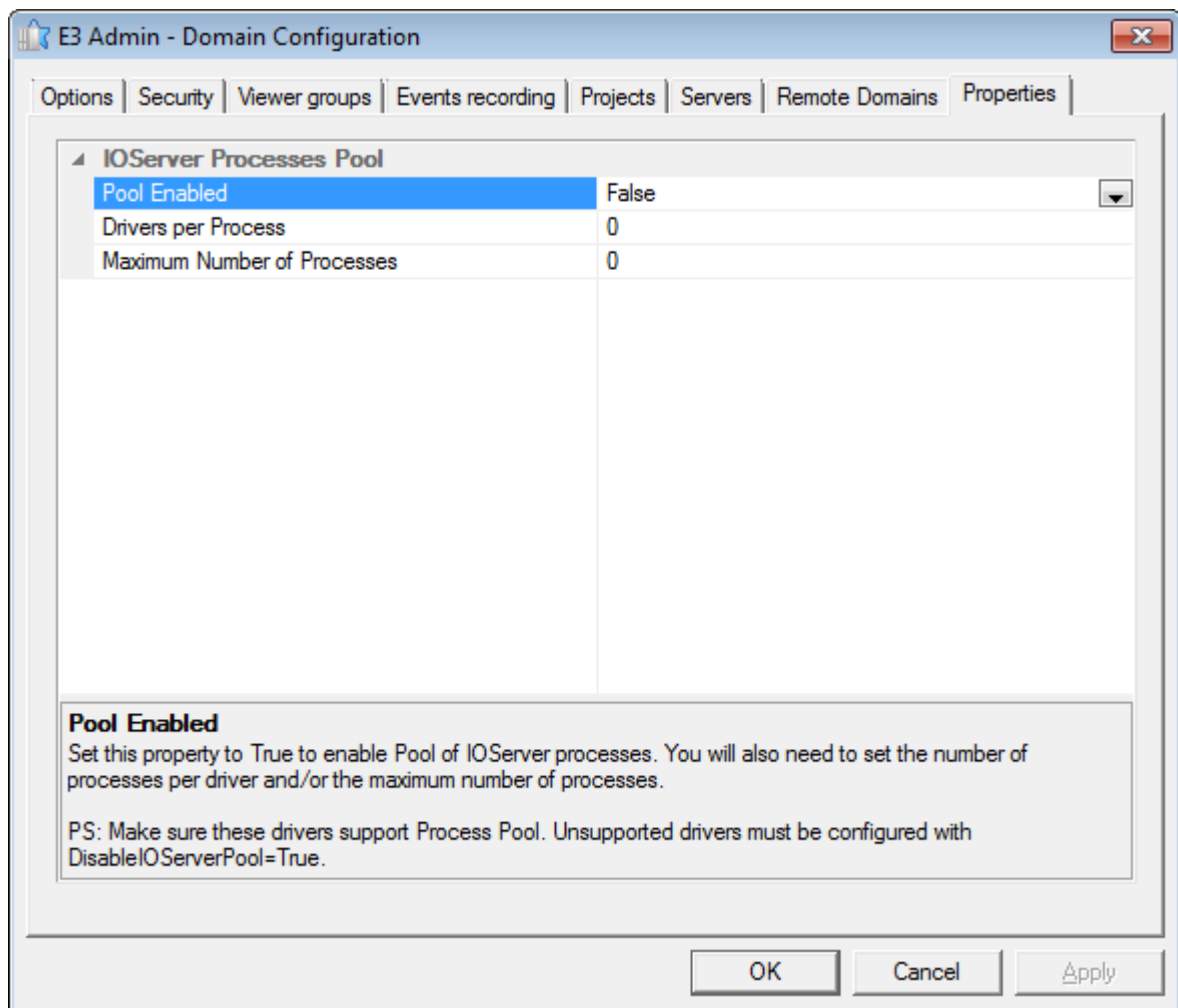 E3 Admin - Domain Configuration
Options Security Viewer groups Events recording Projects Servers Remote Domains Properties
IOServer Processes Pool
Pool Enabled False
Drivers per Process 0
Maximum Number of Processes 0
Pool Enabled
Set this property to True to enable Pool of IOServer processes. You will also need to set the number of
processes per driver and/or the maximum number of processes.
PS: Make sure these drivers support Process Pool. Unsupported drivers must be configured with
DisableIOServerPool=True.
OK Cancel Apply